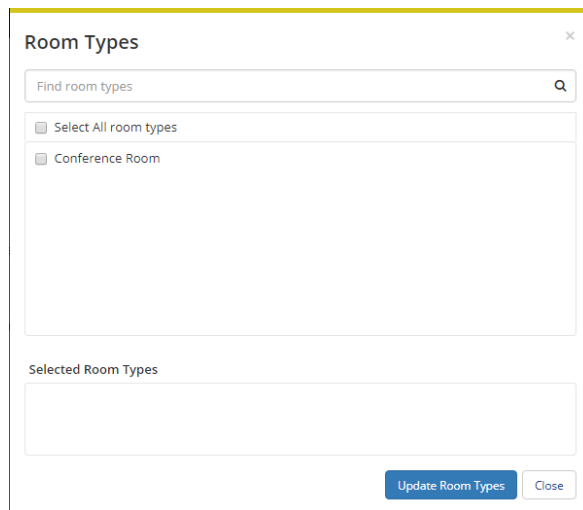 Room Types
×
Find room types
Select All room types
Conference Room
Selected Room Types
Update Room Types Close